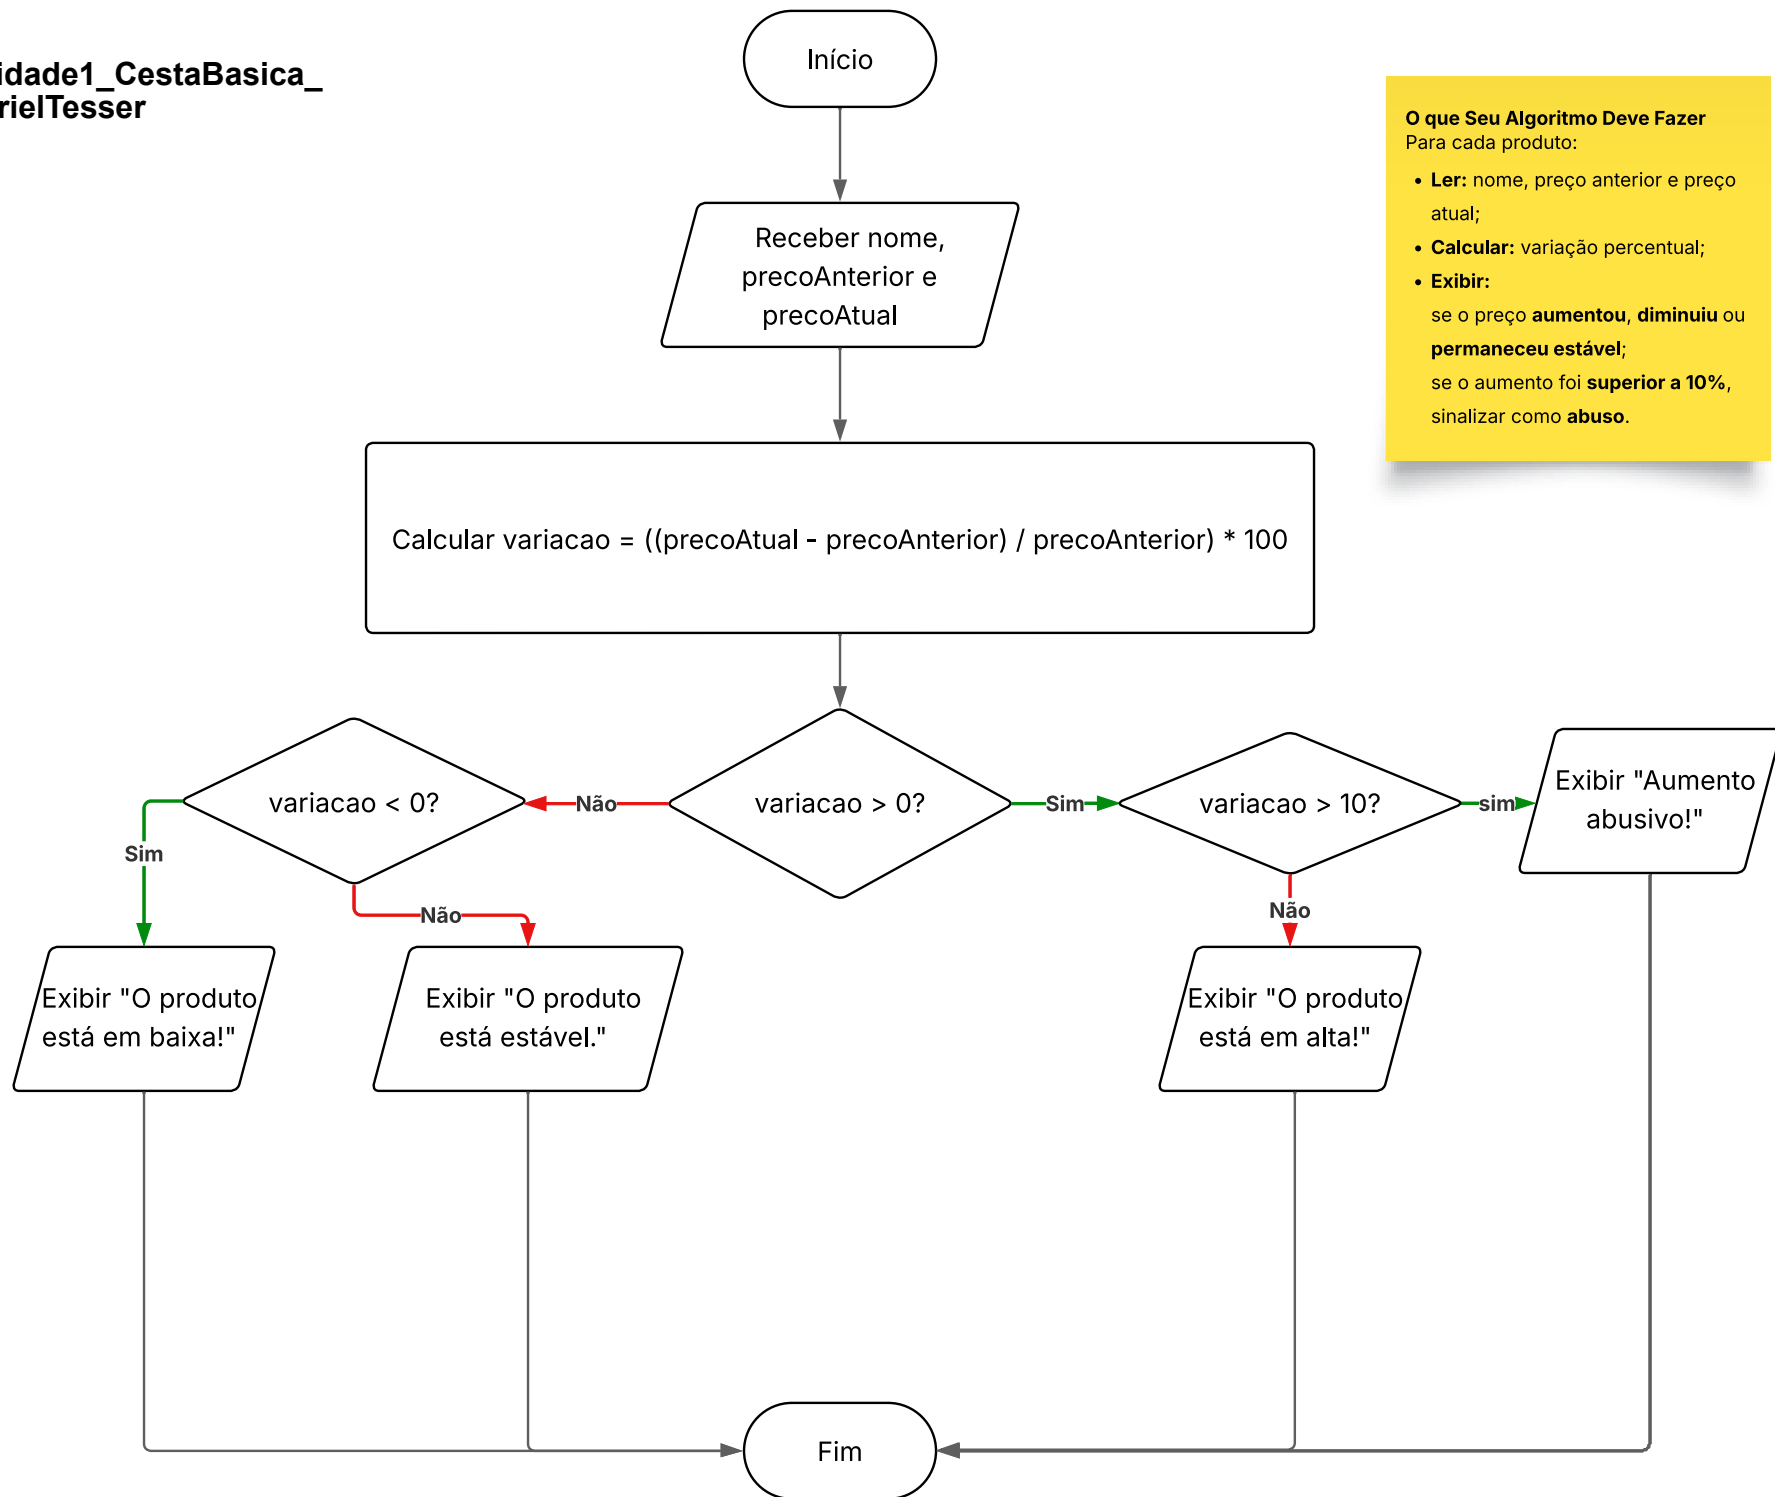 idade1_CestaBasica_
rielTesser
Início
O que Seu Algoritmo Deve Fazer
Para cada produto:
• Ler: nome, preço anterior e preço
atual;
• Calcular: variação percentual;
• Exibir:
se o preço aumentou, diminuiu ou
permaneceu estável;
se o aumento foi superior a 10%,
sinalizar como abuso.
Receber nome,
precoAnterior e
precoAtual
Calcular variacao = ((precoAtual - precoAnterior) / precoAnterior) * 100
variacao < 0?
Não
variacao > 0?
Sim
variacao > 10?
sim
Exibir "Aumento
abusivo!"
Sim
Não
Não
Exibir "O produto
está em baixa!"
Exibir "O produto
está estável."
Exibir "O produto
está em alta!"
Fim